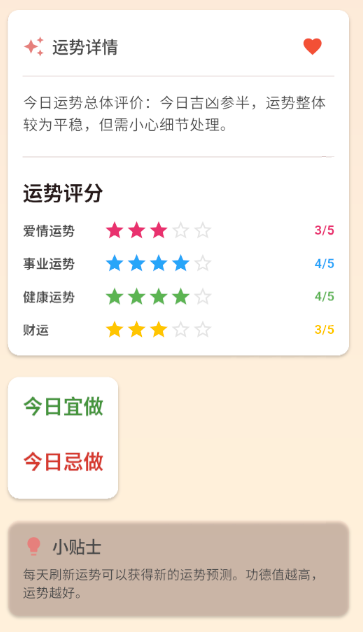 运势详情
今日运势总体评价：今日吉凶参半，运势整体
较为平稳，但需小心细节处理。
运势评分
爱情运势 3/5
事业运势 4/5
健康运势 4/5
财运 3/5
今日宜做
今日忌做
小贴士
每天刷新运势可以获得新的运势预测。功德值越高，
运势越好。